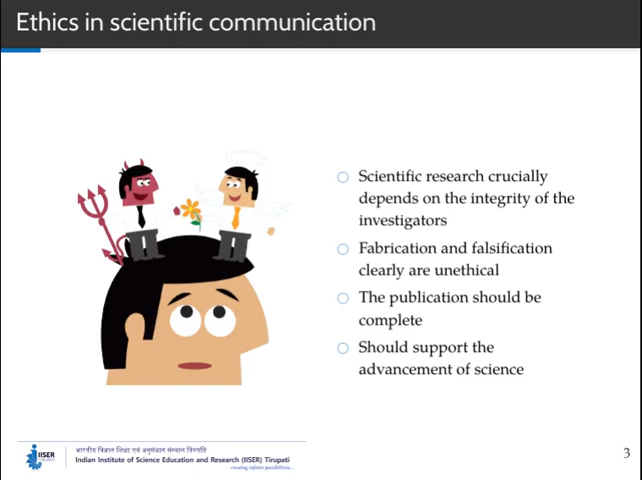 Ethics in scientific communication
Scientific research crucially
depends on the integrity of the
investigators
Fabrication and falsification
clearly are unethical
The publication should be
complete
Should support the
advancement of science
IISER
भारतीय विज्ञान शिक्षा एवं अनुसंधान संस्थान तिरुपति
Indian Institute of Science Education and Research (IISER) Tirupati
creating infinite possibilities...
3